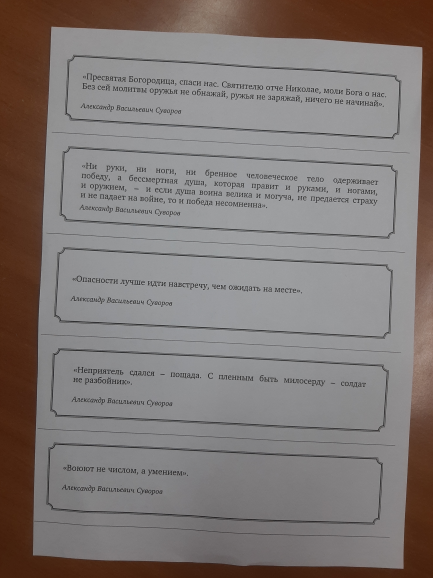 «Пресвятая Богородица, спаси нас. Святителю отче Николае, моли Бога о нас.
Без сей молитвы оружья не обнажай, ружья не заряжай, ничего не начинай».
Александр Васильевич Суворов
«Ни руки, ни ноги, ни бренное человеческое тело одерживает
победу, а бессмертная душа, которая правит и руками, и ногами,
и оружием, – и если душа воина велика и могуча, не предается страху
и не падает на войне, то и победа несомненна».
Александр Васильевич Суворов
«Опасности лучше идти навстречу, чем ожидать на месте».
Александр Васильевич Суворов
«Неприятель сдался – пощада. С пленным быть милосерду – солдат
не разбойник».
Александр Васильевич Суворов
«Воюют не числом, а умением».
Александр Васильевич Суворов